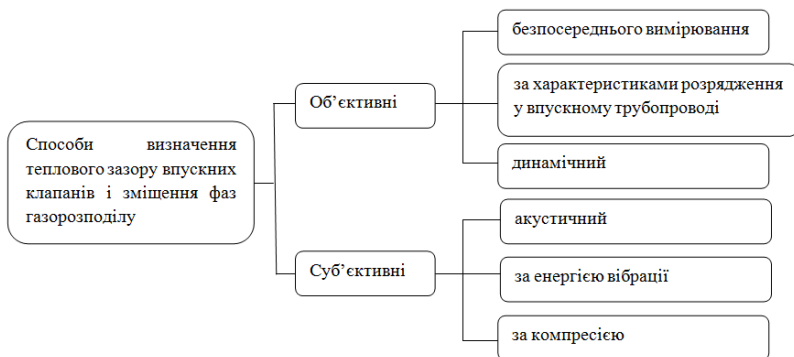 Способи визначення
теплового зазору впускних
клапанів і зміщення фаз
газорозподілу
Об’єктивні
безпосереднього вимірювання
за характеристиками розрядження
у впускному трубопроводі
динамічний
Суб’єктивні
акустичний
за енергією вібрації
за компресією